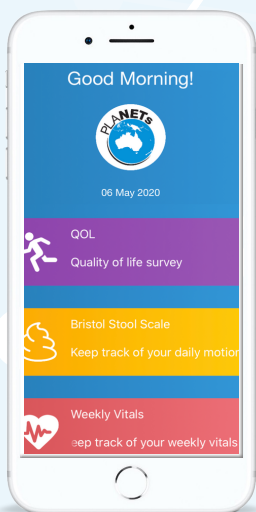 Good Morning!
PLANETs
06 May 2020
QOL
Quality of life survey
Bristol Stool Scale
Keep track of your daily motion
Weekly Vitals
eep track of your weekly vitals